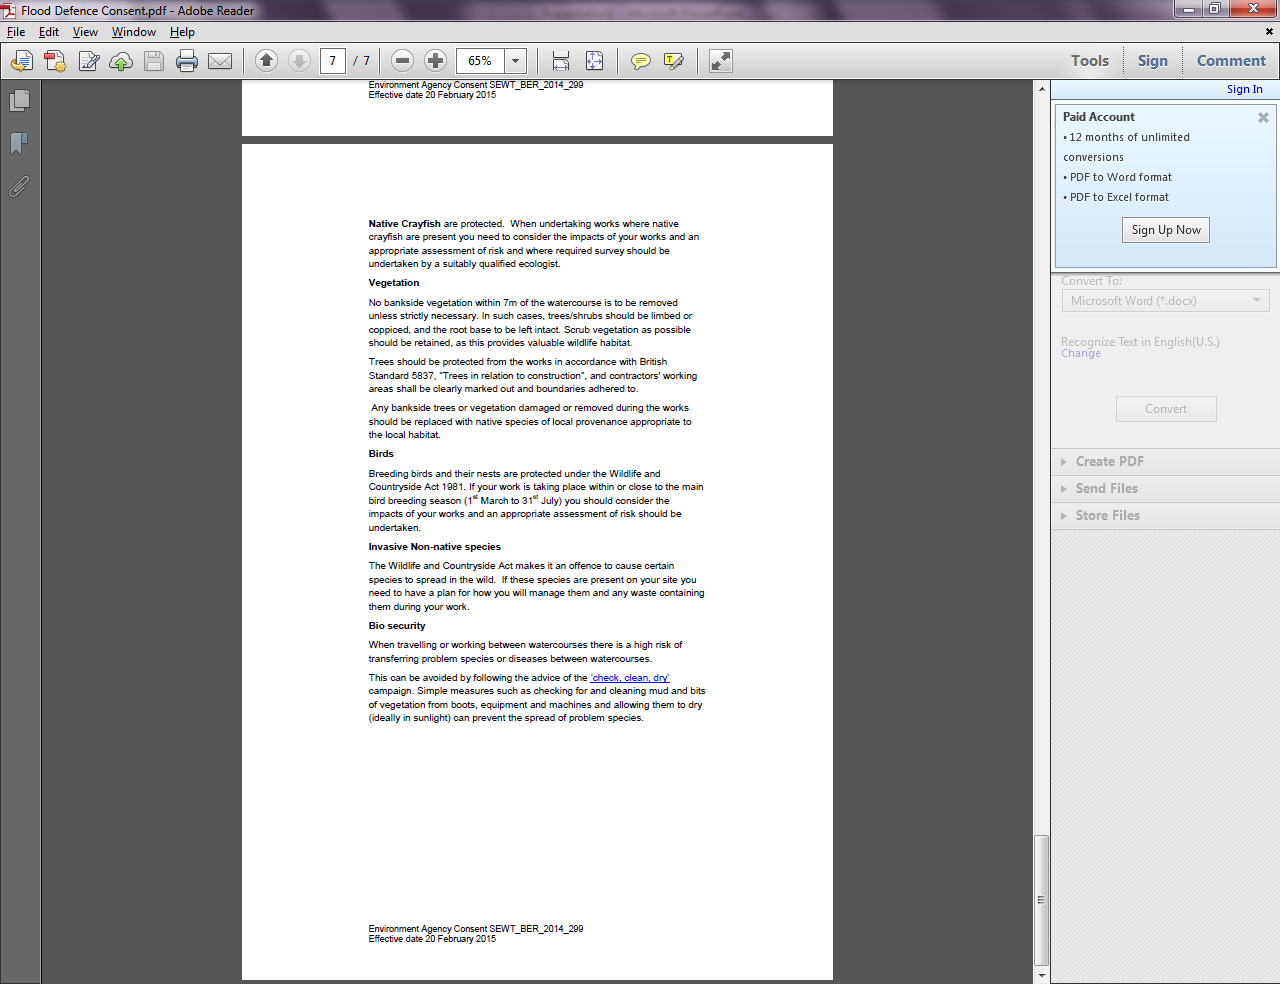 Flood Defence Consent.pdf - Adobe Reader
File Edit View Window Help
7 / 7 65% Tools Sign Comment
Sign In
Paid Account
• 12 months of unlimited
conversions
• PDF to Word format
• PDF to Excel format
Sign Up Now
Convert To:
Microsoft Word (*.docx)
Recognize Text in English(U.S.)
Change
Convert
Create PDF
Send Files
Store Files
Environment Agency Consent SEWT_BER_2014_299
Effective date 20 February 2015
Native Crayfish are protected.  When undertaking works where native
crayfish are present you need to consider the impacts of your works and an
appropriate assessment of risk and where required survey should be
undertaken by a suitably qualified ecologist.
Vegetation
No bankside vegetation within 7m of the watercourse is to be removed
unless strictly necessary. In such cases, trees/shrubs should be limbed or
coppiced, and the root base to be left intact. Scrub vegetation as possible
should be retained, as this provides valuable wildlife habitat.
Trees should be protected from the works in accordance with British
Standard 5837, "Trees in relation to construction", and contractors' working
areas shall be clearly marked out and boundaries adhered to.
Any bankside trees or vegetation damaged or removed during the works
should be replaced with native species of local provenance appropriate to
the local habitat.
Birds
Breeding birds and their nests are protected under the Wildlife and
Countryside Act 1981. If your work is taking place within or close to the main
bird breeding season (1st March to 31st July) you should consider the
impacts of your works and an appropriate assessment of risk should be
undertaken.
Invasive Non-native species
The Wildlife and Countryside Act makes it an offence to cause certain
species to spread in the wild.  If these species are present on your site you
need to have a plan for how you will manage them and any waste containing
them during your work.
Bio security
When travelling or working between watercourses there is a high risk of
transferring problem species or diseases between watercourses.
This can be avoided by following the advice of the 'check, clean, dry'
campaign. Simple measures such as checking for and cleaning mud and bits
of vegetation from boots, equipment and machines and allowing them to dry
(ideally in sunlight) can prevent the spread of problem species.
Environment Agency Consent SEWT_BER_2014_299
Effective date 20 February 2015